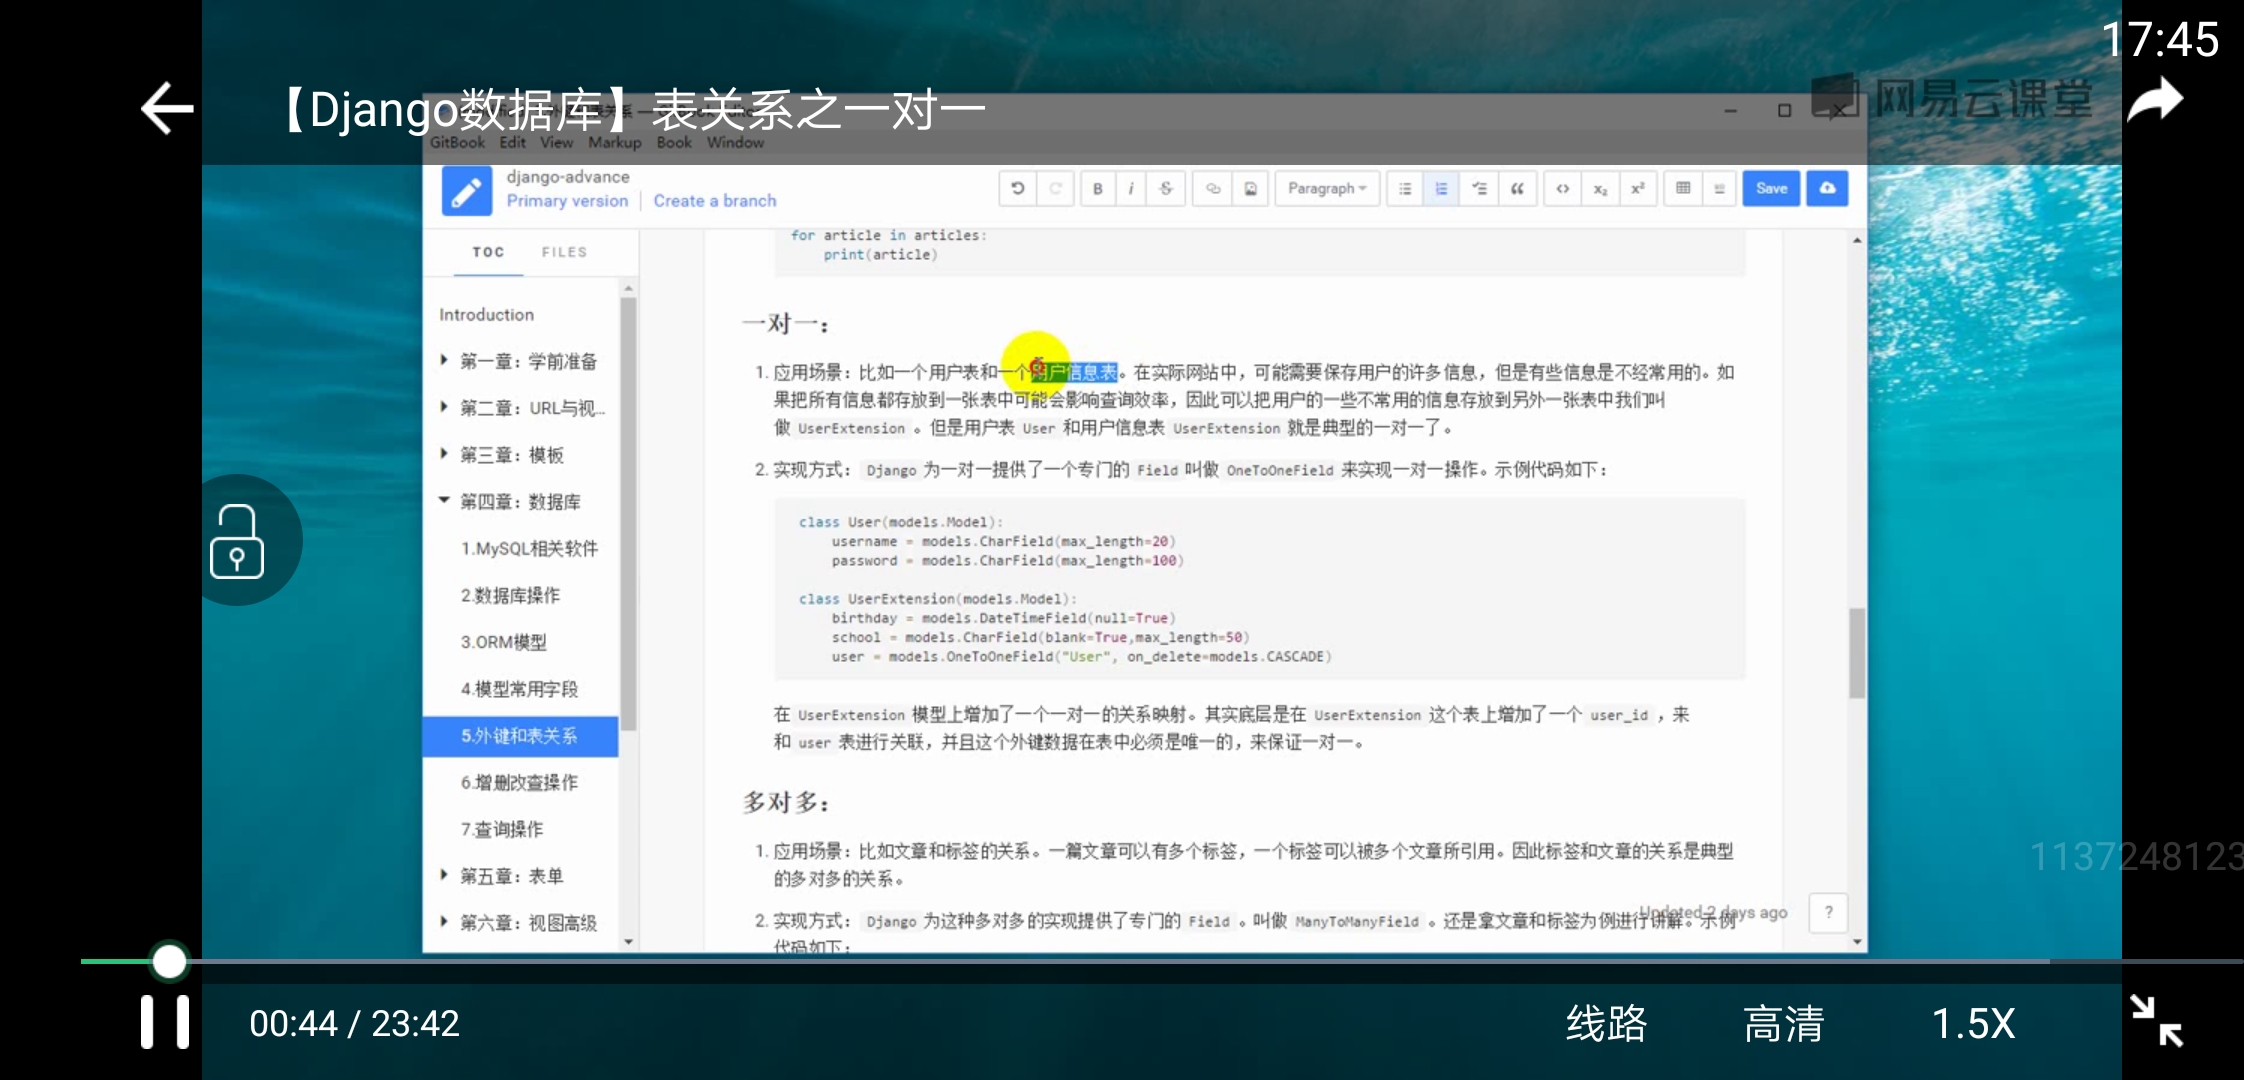 17:45
【Django数据库】表关系之一对一
网易云课堂
GitBook Edit View Markup Book Window
django-advance
Primary version | Create a branch
Paragraph
Save
TOC FILES
Introduction
第一章：学前准备
第二章：URL与视...
第三章：模板
第四章：数据库
1.MySQL相关软件
2.数据库操作
3.ORM模型
4.模型常用字段
5.外键和表关系
6.增删改查操作
7.查询操作
第五章：表单
第六章：视图高级
for article in articles:
print(article)
一对一：
1. 应用场景：比如一个用户表和一个用户信息表。在实际网站中，可能需要保存用户的许多信息，但是有些信息是不经常用的。如
果把所有信息都存放到一张表中可能会影响查询效率，因此可以把用户的一些不常用的信息存放到另外一张表中我们叫
做 UserExtension 。但是用户表 User 和用户信息表 UserExtension 就是典型的一对一了。
2. 实现方式： Django 为一对一提供了一个专门的 Field 叫做 OneToOneField 来实现一对一操作。示例代码如下：
class User(models.Model):
username = models.CharField(max_length=20)
password = models.CharField(max_length=100)
class UserExtension(models.Model):
birthday = models.DateTimeField(null=True)
school = models.CharField(blank=True,max_length=50)
user = models.OneToOneField("User", on_delete=models.CASCADE)
在 UserExtension 模型上增加了一个一对一的关系映射。其实底层是在 UserExtension 这个表上增加了一个 user_id ，来
和 user 表进行关联，并且这个外键数据在表中必须是唯一的，来保证一对一。
多对多：
1. 应用场景：比如文章和标签的关系。一篇文章可以有多个标签，一个标签可以被多个文章所引用。因此标签和文章的关系是典型
的多对多的关系。
2. 实现方式： Django 为这种多对多的实现提供了专门的 Field 。叫做 ManyToManyField 。还是拿文章和标签为例进行讲解。示例
代码如下：
Updated 2 days ago
?
1137248123
00:44 / 23:42
线路 高清 1.5X